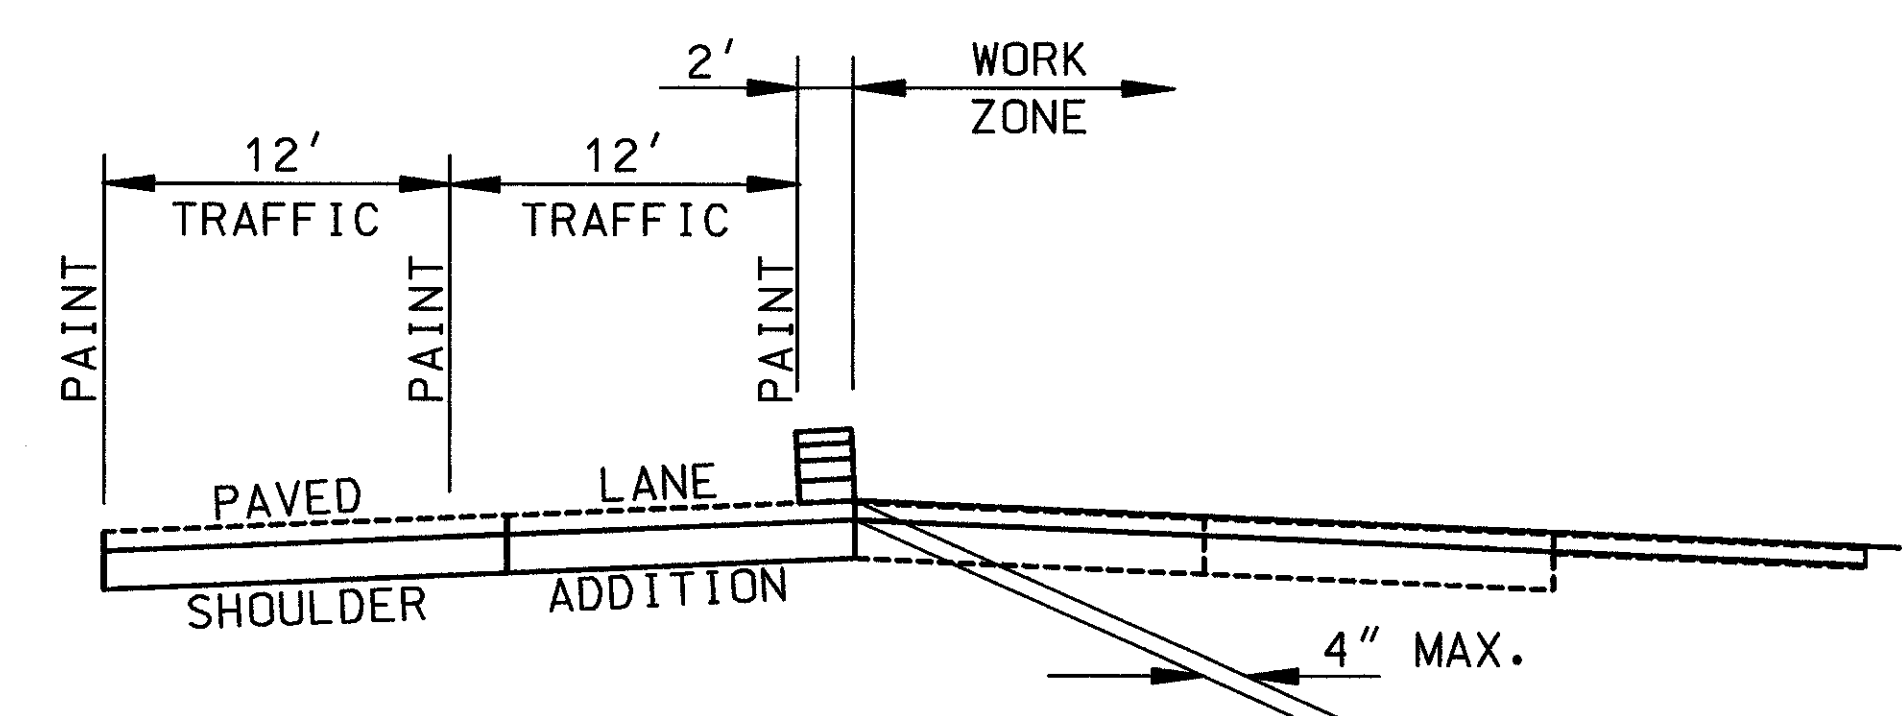 2' WORK
ZONE
12' 12'
TRAFFIC TRAFFIC
PAINT PAINT PAINT
PAVED LANE
SHOULDER ADDITION
4" MAX.